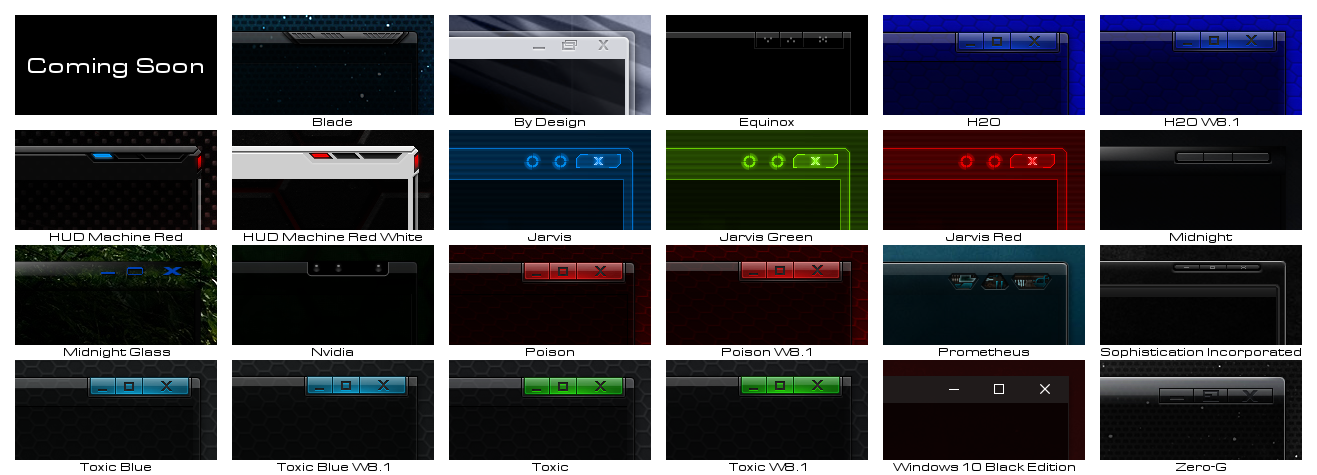 Coming Soon
Blade
By Design
Equinox
H2O
H2O W8.1
HUD Machine Red
HUD Machine Red White
Jarvis
Jarvis Green
Jarvis Red
Midnight
Midnight Glass
Nvidia
Poison
Poison W8.1
Prometheus
Sophistication Incorporated
Toxic Blue
Toxic Blue W8.1
Toxic
Toxic W8.1
Windows 10 Black Edition
Zero-G